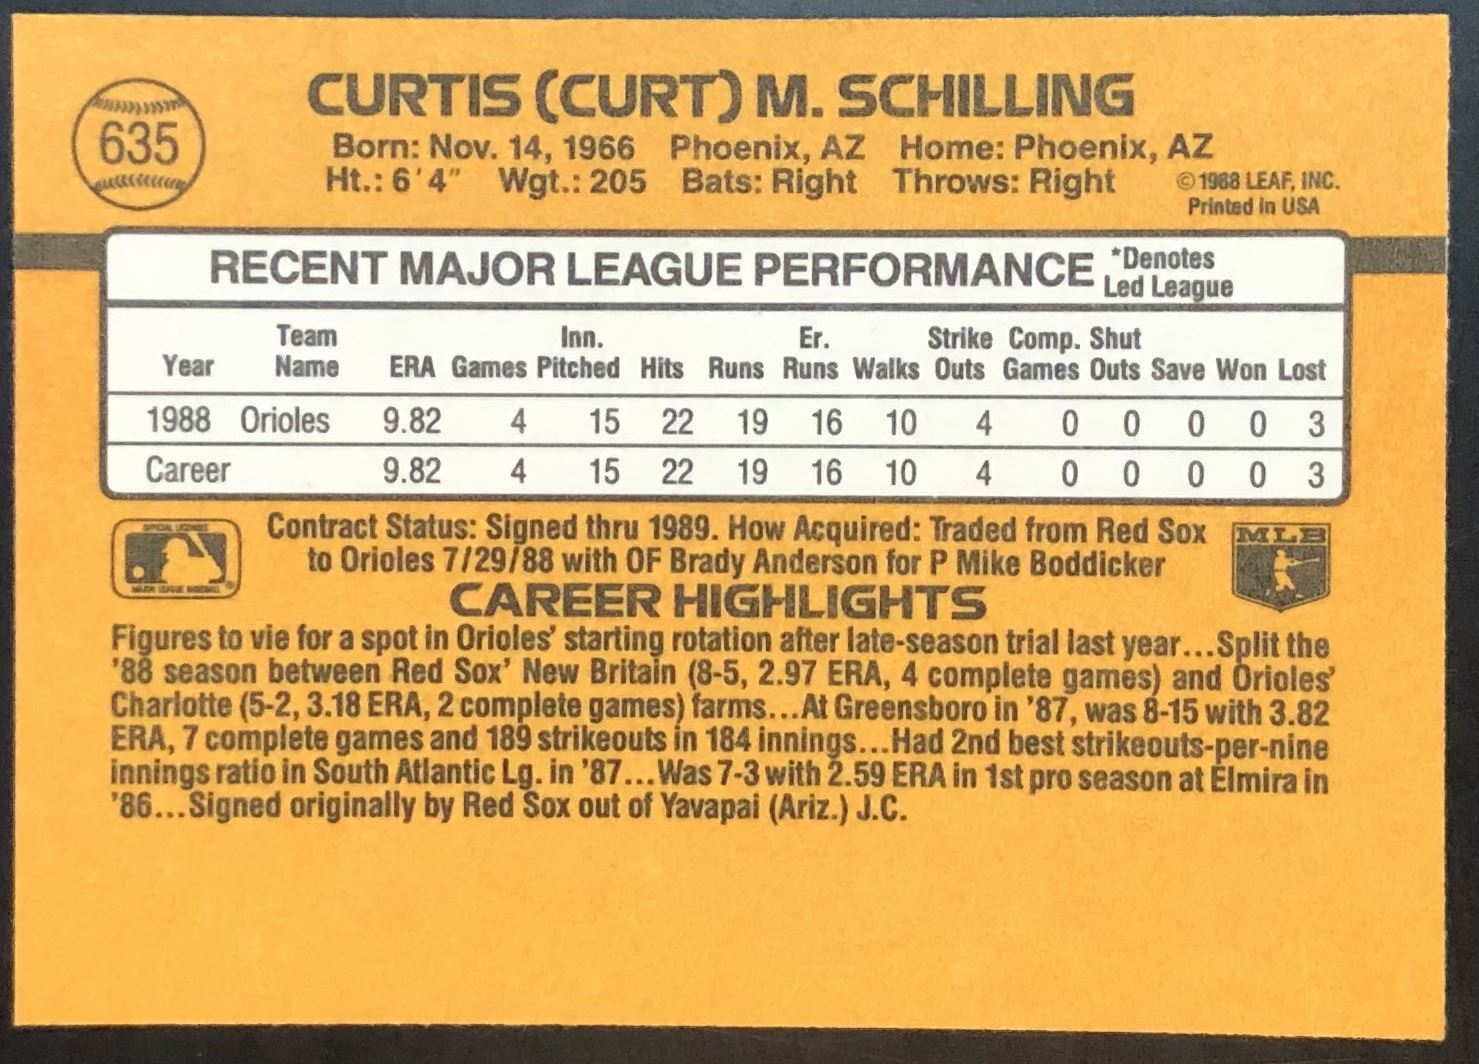 635
CURTIS (CURT) M. SCHILLING
Born: Nov. 14, 1966 Phoenix, AZ Home: Phoenix, AZ
Ht.: 6'4" Wgt.: 205 Bats: Right Throws: Right
©1988 LEAF, INC.
Printed in USA
RECENT MAJOR LEAGUE PERFORMANCE *Denotes
Led League
Team Inn. Er. Strike Comp. Shut
Year Name ERA Games Pitched Hits Runs Runs Walks Outs Games Outs Save Won Lost
1988 Orioles 9.82 4 15 22 19 16 10 4 0 0 0 0 3
Career 9.82 4 15 22 19 16 10 4 0 0 0 0 3
Contract Status: Signed thru 1989. How Acquired: Traded from Red Sox
to Orioles 7/29/88 with OF Brady Anderson for P Mike Boddicker
MLB
CAREER HIGHLIGHTS
Figures to vie for a spot in Orioles' starting rotation after late-season trial last year...Split the
'88 season between Red Sox' New Britain (8-5, 2.97 ERA, 4 complete games) and Orioles'
Charlotte (5-2, 3.18 ERA, 2 complete games) farms...At Greensboro in '87, was 8-15 with 3.82
ERA, 7 complete games and 189 strikeouts in 184 innings...Had 2nd best strikeouts-per-nine
innings ratio in South Atlantic Lg. in '87...Was 7-3 with 2.59 ERA in 1st pro season at Elmira in
'86...Signed originally by Red Sox out of Yavapai (Ariz.) J.C.